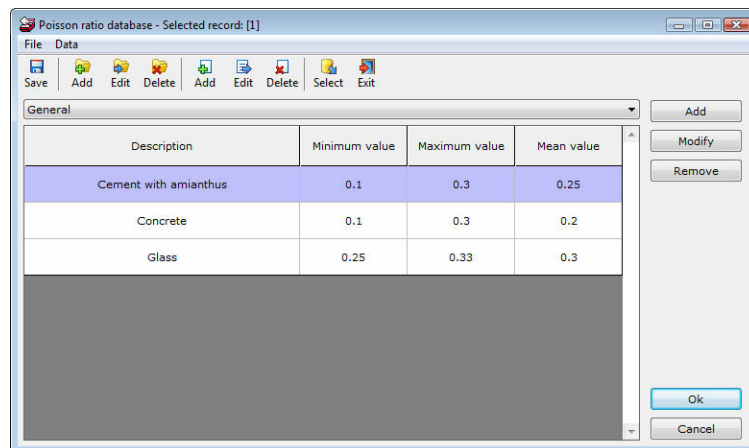 Poisson ratio database - Selected record: [1]
File Data
Save Add Edit Delete Add Edit Delete Select Exit
General
Add
Description Minimum value Maximum value Mean value
Modify
Cement with amianthus 0.1 0.3 0.25
Remove
Concrete 0.1 0.3 0.2
Glass 0.25 0.33 0.3
Ok
Cancel